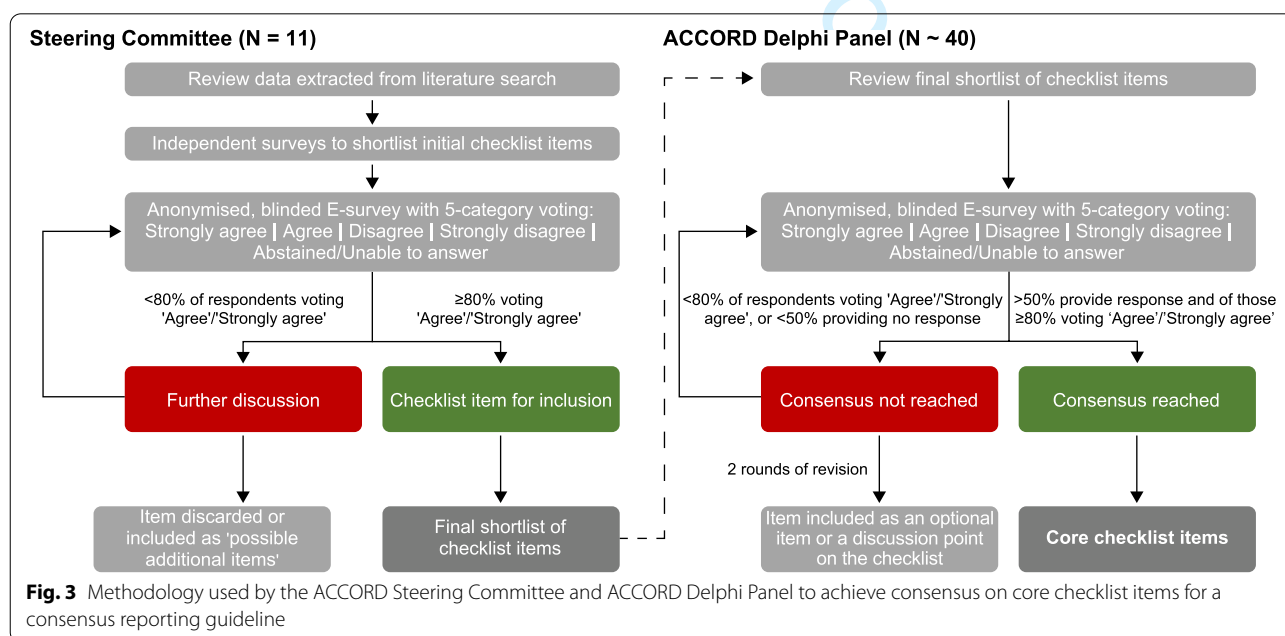 Steering Committee (N = 11)
Review data extracted from literature search
Independent surveys to shortlist initial checklist items
Anonymised, blinded E-survey with 5-category voting:
Strongly agree | Agree | Disagree | Strongly disagree |
Abstained/Unable to answer
<80% of respondents voting
'Agree'/'Strongly agree'
≥80% voting
'Agree'/'Strongly agree'
Further discussion
Checklist item for inclusion
Item discarded or
included as 'possible
additional items'
Final shortlist of
checklist items
ACCORD Delphi Panel (N ~ 40)
Review final shortlist of checklist items
Anonymised, blinded E-survey with 5-category voting:
Strongly agree | Agree | Disagree | Strongly disagree |
Abstained/Unable to answer
<80% of respondents voting 'Agree'/'Strongly
agree', or <50% providing no response
>50% provide response and of those
≥80% voting ‘Agree’/’Strongly agree’
Consensus not reached
Consensus reached
2 rounds of revision
Item included as an optional
item or a discussion point
on the checklist
Core checklist items
Fig. 3 Methodology used by the ACCORD Steering Committee and ACCORD Delphi Panel to achieve consensus on core checklist items for a
consensus reporting guideline